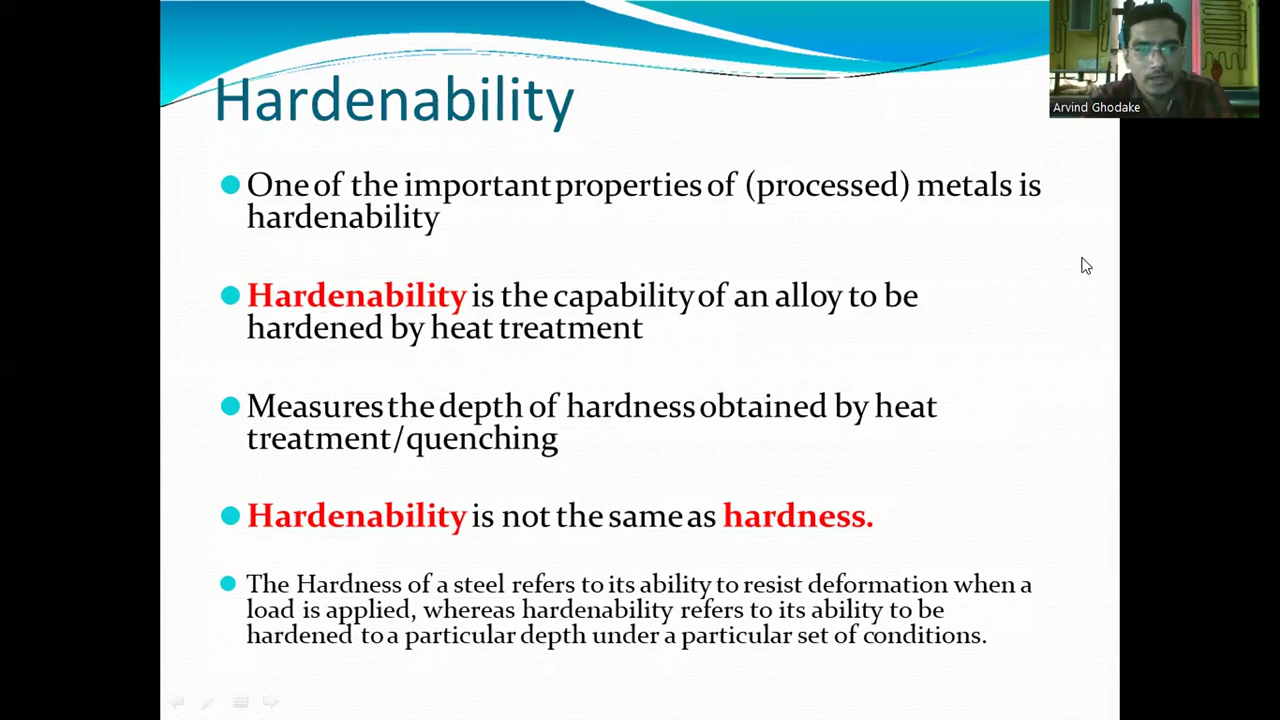 Hardenability
Arvind Ghodake
One of the important properties of (processed) metals is
hardenability
Hardenability is the capability of an alloy to be
hardened by heat treatment
Measures the depth of hardness obtained by heat
treatment/quenching
Hardenability is not the same as hardness.
The Hardness of a steel refers to its ability to resist deformation when a
load is applied, whereas hardenability refers to its ability to be
hardened to a particular depth under a particular set of conditions.